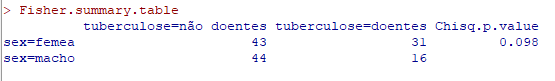 > Fisher.summary.table
tuberculose=não doentes tuberculose=doentes Chisq.p.value
sex=femea 43 31 0.098
sex=macho 44 16